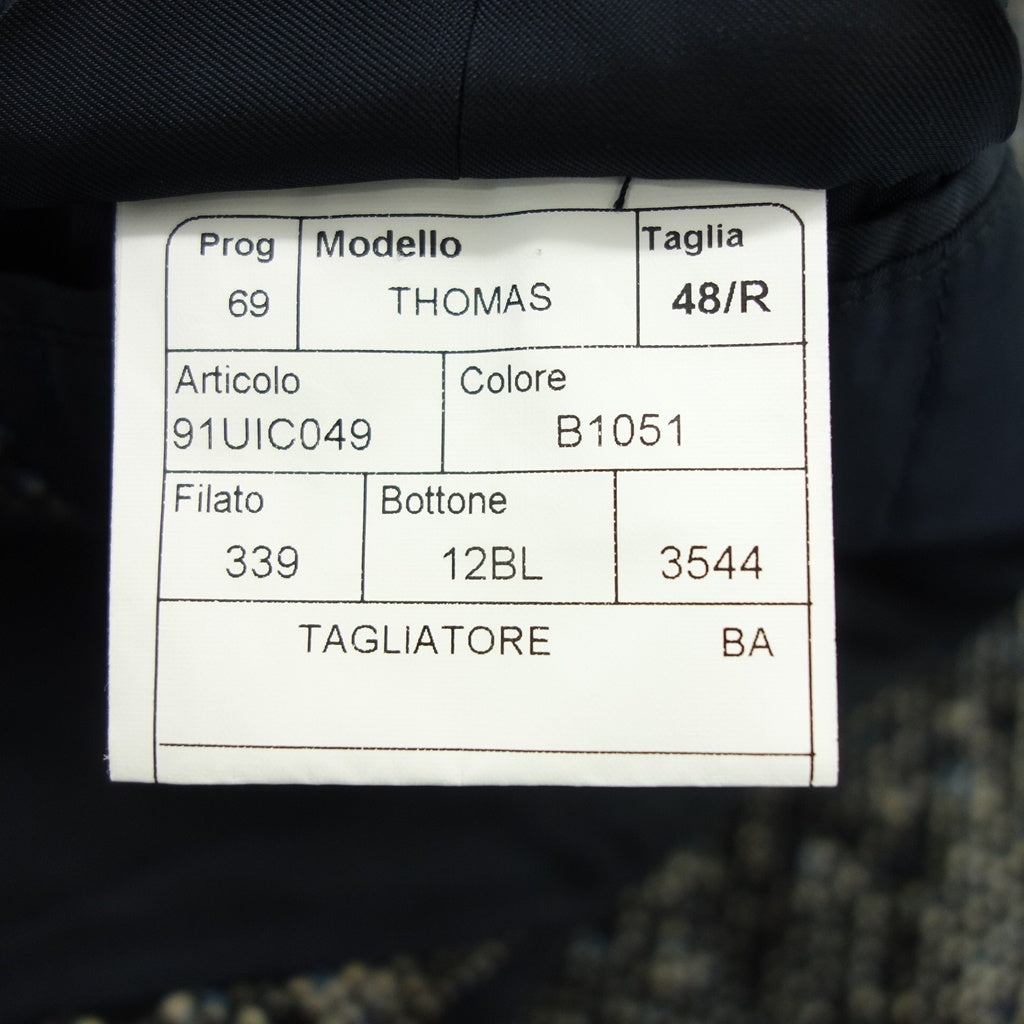 Prog Modello Taglia
69 THOMAS 48/R
Articolo Colore
91UIC049 B1051
Filato Bottone
339 12BL 3544
TAGLIATORE BA